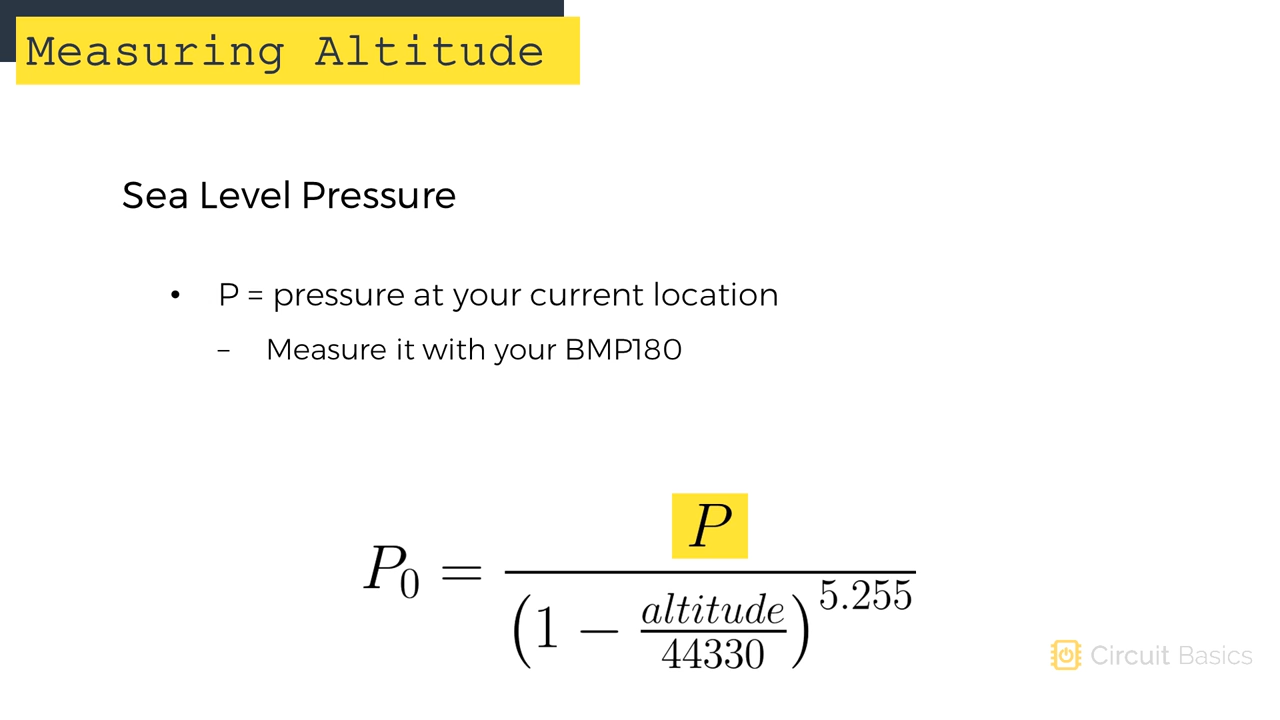 Measuring Altitude
Sea Level Pressure
• P = pressure at your current location
– Measure it with your BMP180
P₀ = P / (1 − altitude/44330)^5.255
Circuit Basics